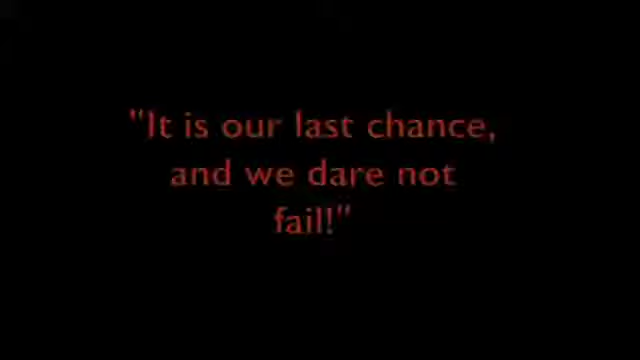 "It is our last chance,
and we dare not
fail!"